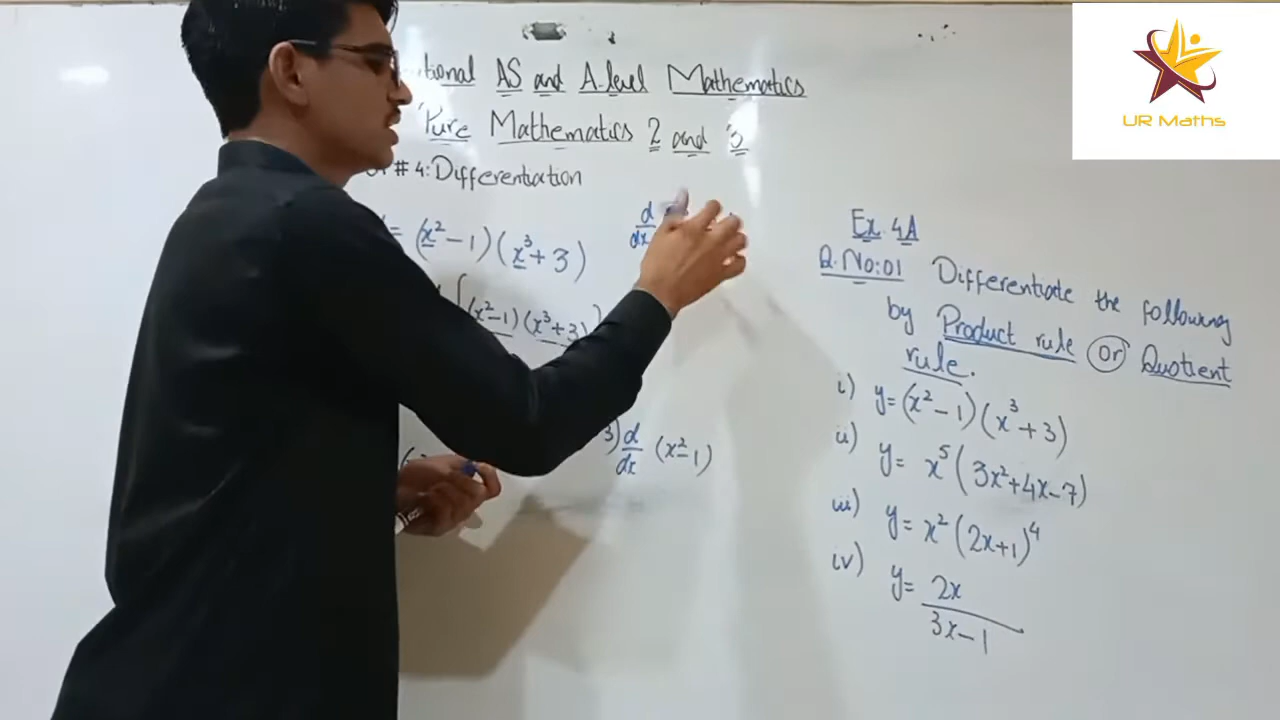 tional AS and A-level Mathematics
Pure Mathematics 2 and 3
# 4: Differentiation
= (x² - 1)(x³ + 3)
d/dx
(x²-1)(x³+3)
3) d/dx (x²-1)
UR Maths
Ex. 4A
Q.No:01 Differentiate the following
by Product rule Or Quotient
rule.
i) y=(x²-1)(x³+3)
ii) y= x⁵(3x²+4x-7)
iii) y= x²(2x+1)⁴
iv) y= 2x
3x-1